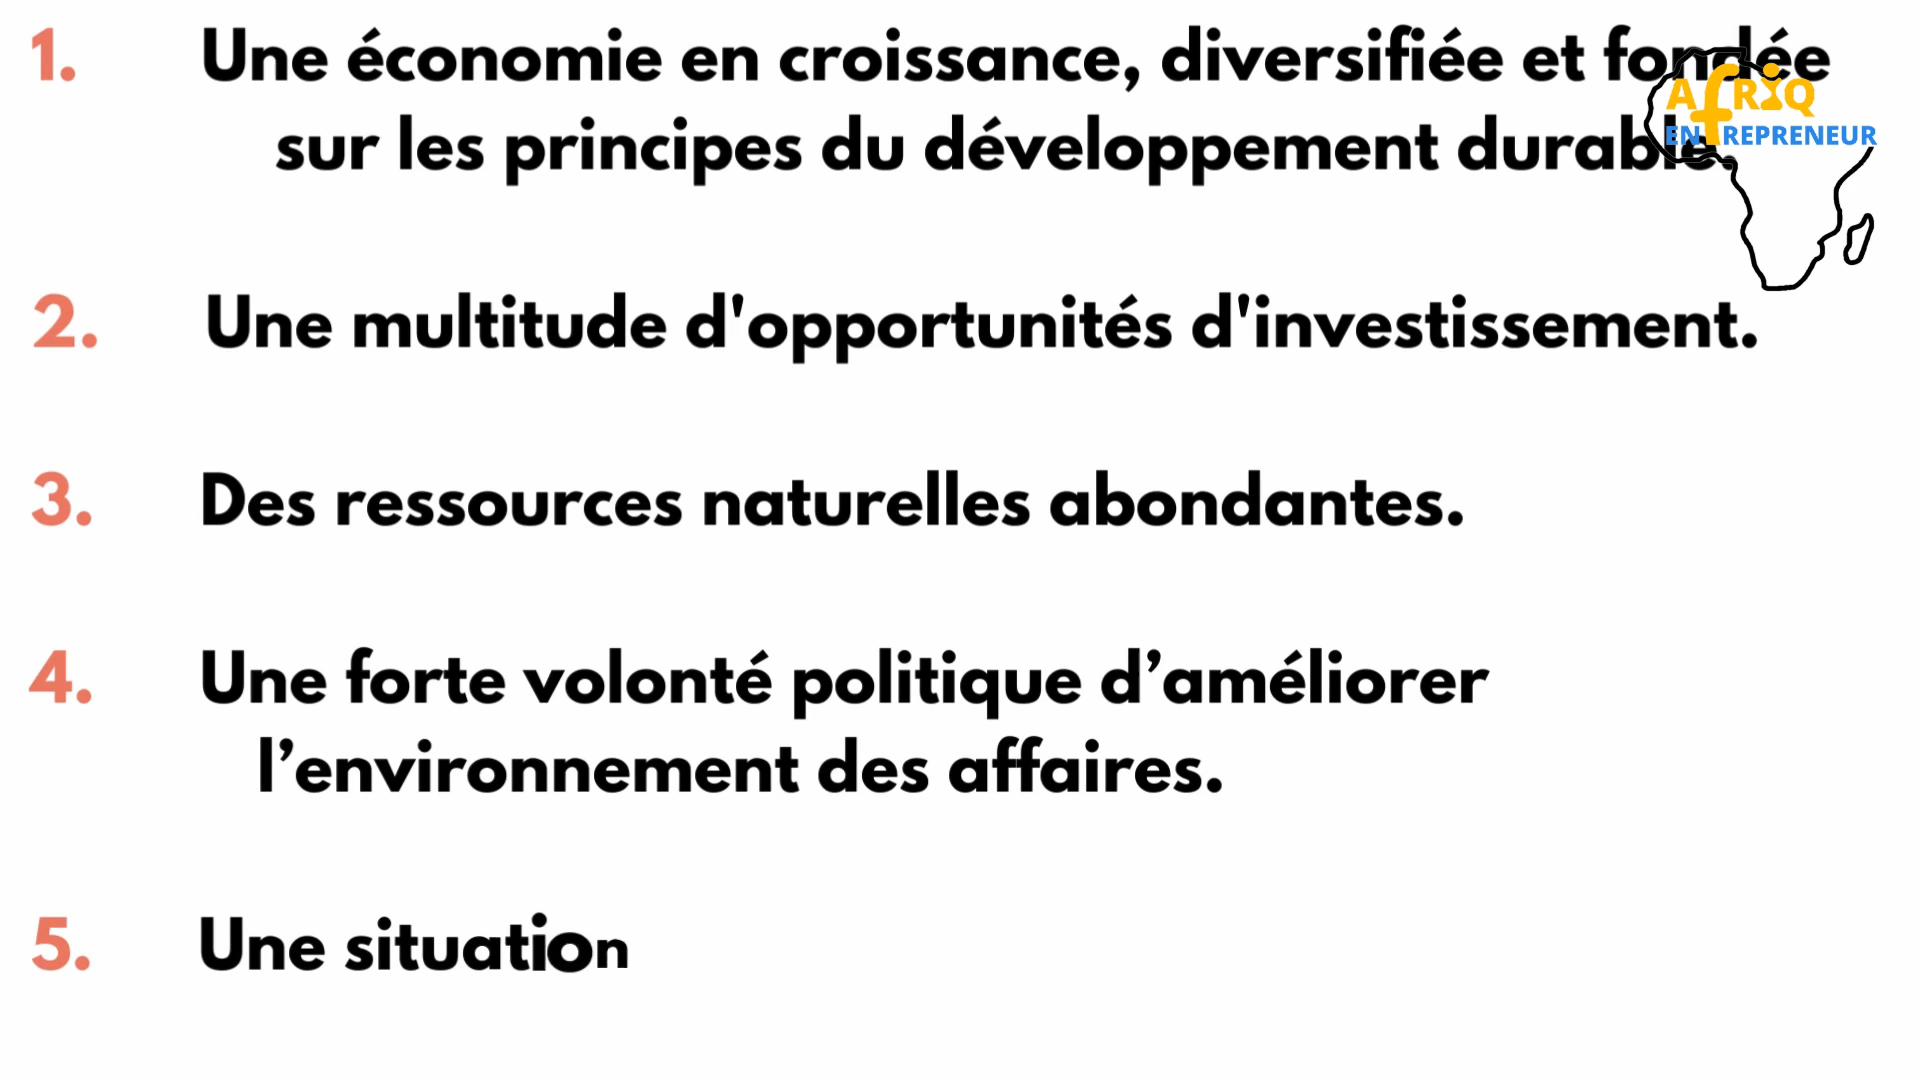 1. Une économie en croissance, diversifiée et fondée
sur les principes du développement durable.
AfRiQ
ENTREPRENEUR
2. Une multitude d'opportunités d'investissement.
3. Des ressources naturelles abondantes.
4. Une forte volonté politique d’améliorer
l’environnement des affaires.
5. Une situation